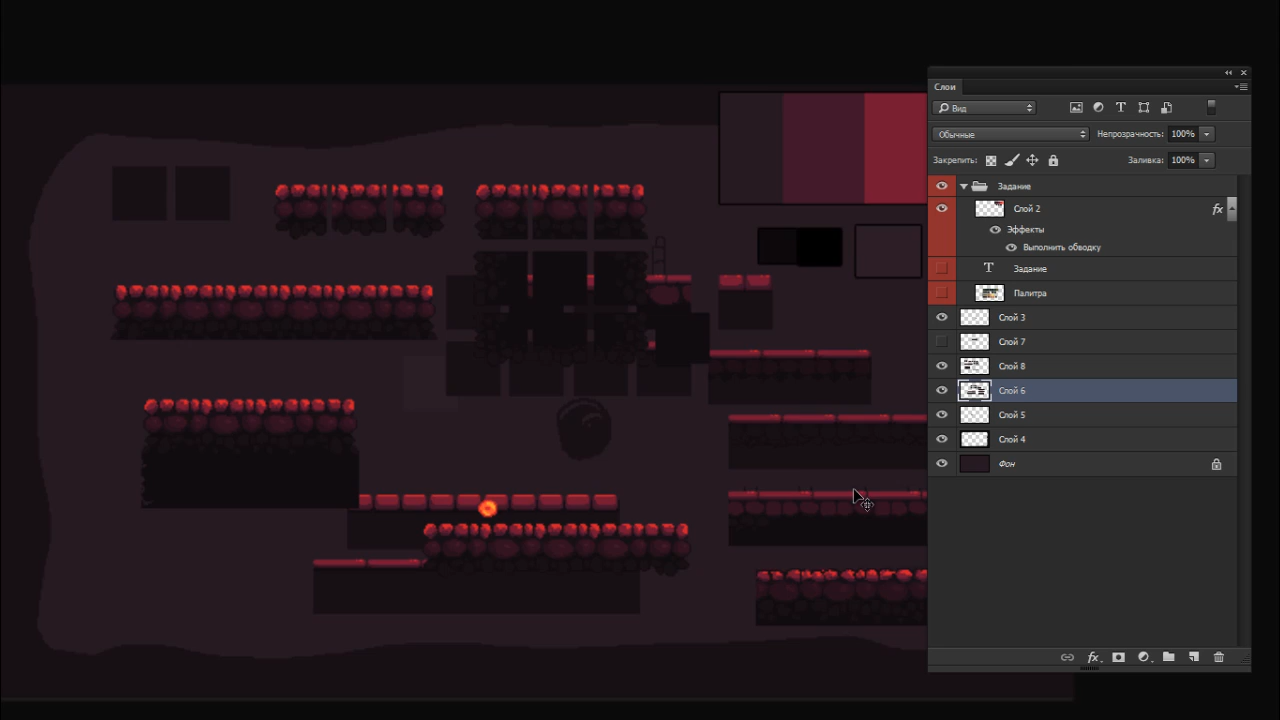 Слои
Вид
Обычные
Непрозрачность: 100%
Закрепить:
Заливка: 100%
Задание
Слой 2
fx
Эффекты
Выполнить обводку
T Задание
Палитра
Слой 3
Слой 7
Слой 8
Слой 6
Слой 5
Слой 4
Фон
fx